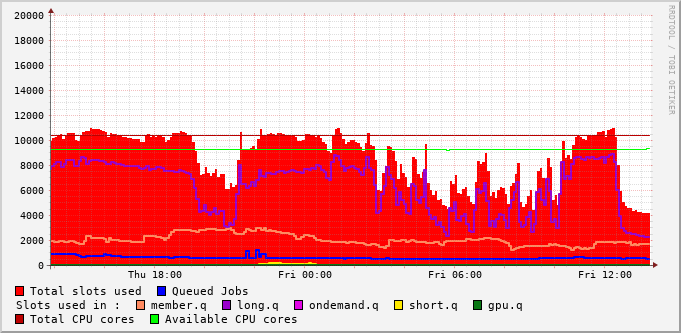 20000
18000
16000
14000
12000
10000
8000
6000
4000
2000
0
Thu 18:00 Fri 00:00 Fri 06:00 Fri 12:00
RRDTOOL / TOBI OETIKER
Total slots used Queued Jobs
Slots used in : member.q long.q ondemand.q short.q gpu.q
Total CPU cores Available CPU cores